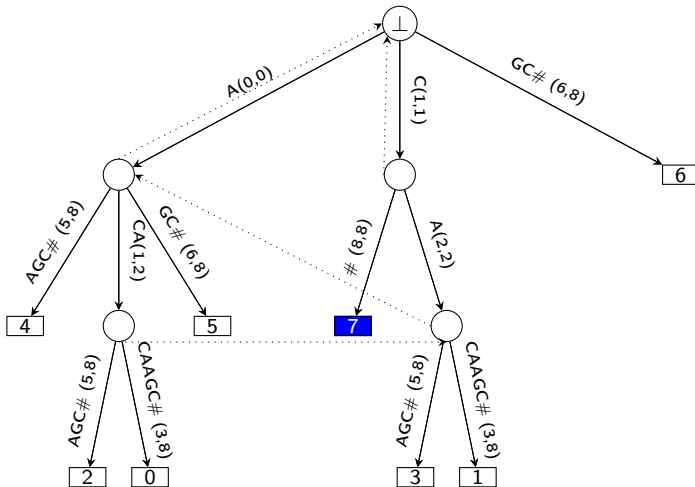 ⊥
A(0,0)
C(1,1)
GC# (6,8)
6
AGC# (5,8)
CA(1,2)
GC# (6,8)
# (8,8)
A(2,2)
4
5
7
AGC# (5,8)
CAAGC# (3,8)
AGC# (5,8)
CAAGC# (3,8)
2
0
3
1